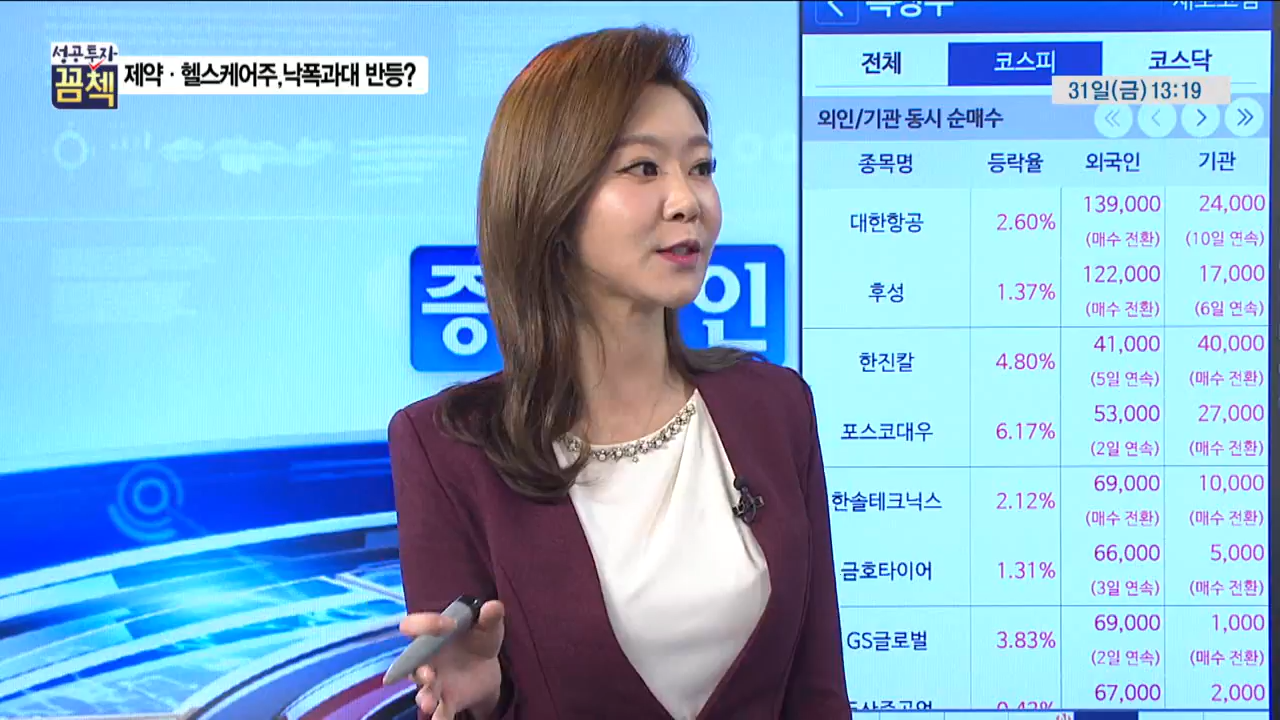 성공투자
꼼첵
제약·헬스케어주,낙폭과대 반등?
증
인
전체 코스피 코스닥
31일(금)13:19
외인/기관 동시 순매수
종목명 등락율 외국인 기관
대한항공 2.60% 139,000 24,000
(매수 전환) (10일 연속)
후성 1.37% 122,000 17,000
(매수 전환) (6일 연속)
한진칼 4.80% 41,000 40,000
(5일 연속) (매수 전환)
포스코대우 6.17% 53,000 27,000
(2일 연속) (매수 전환)
한솔테크닉스 2.12% 69,000 10,000
(매수 전환) (매수 전환)
금호타이어 1.31% 66,000 5,000
(3일 연속) (매수 전환)
GS글로벌 3.83% 69,000 1,000
(2일 연속) (매수 전환)
67,000 2,000